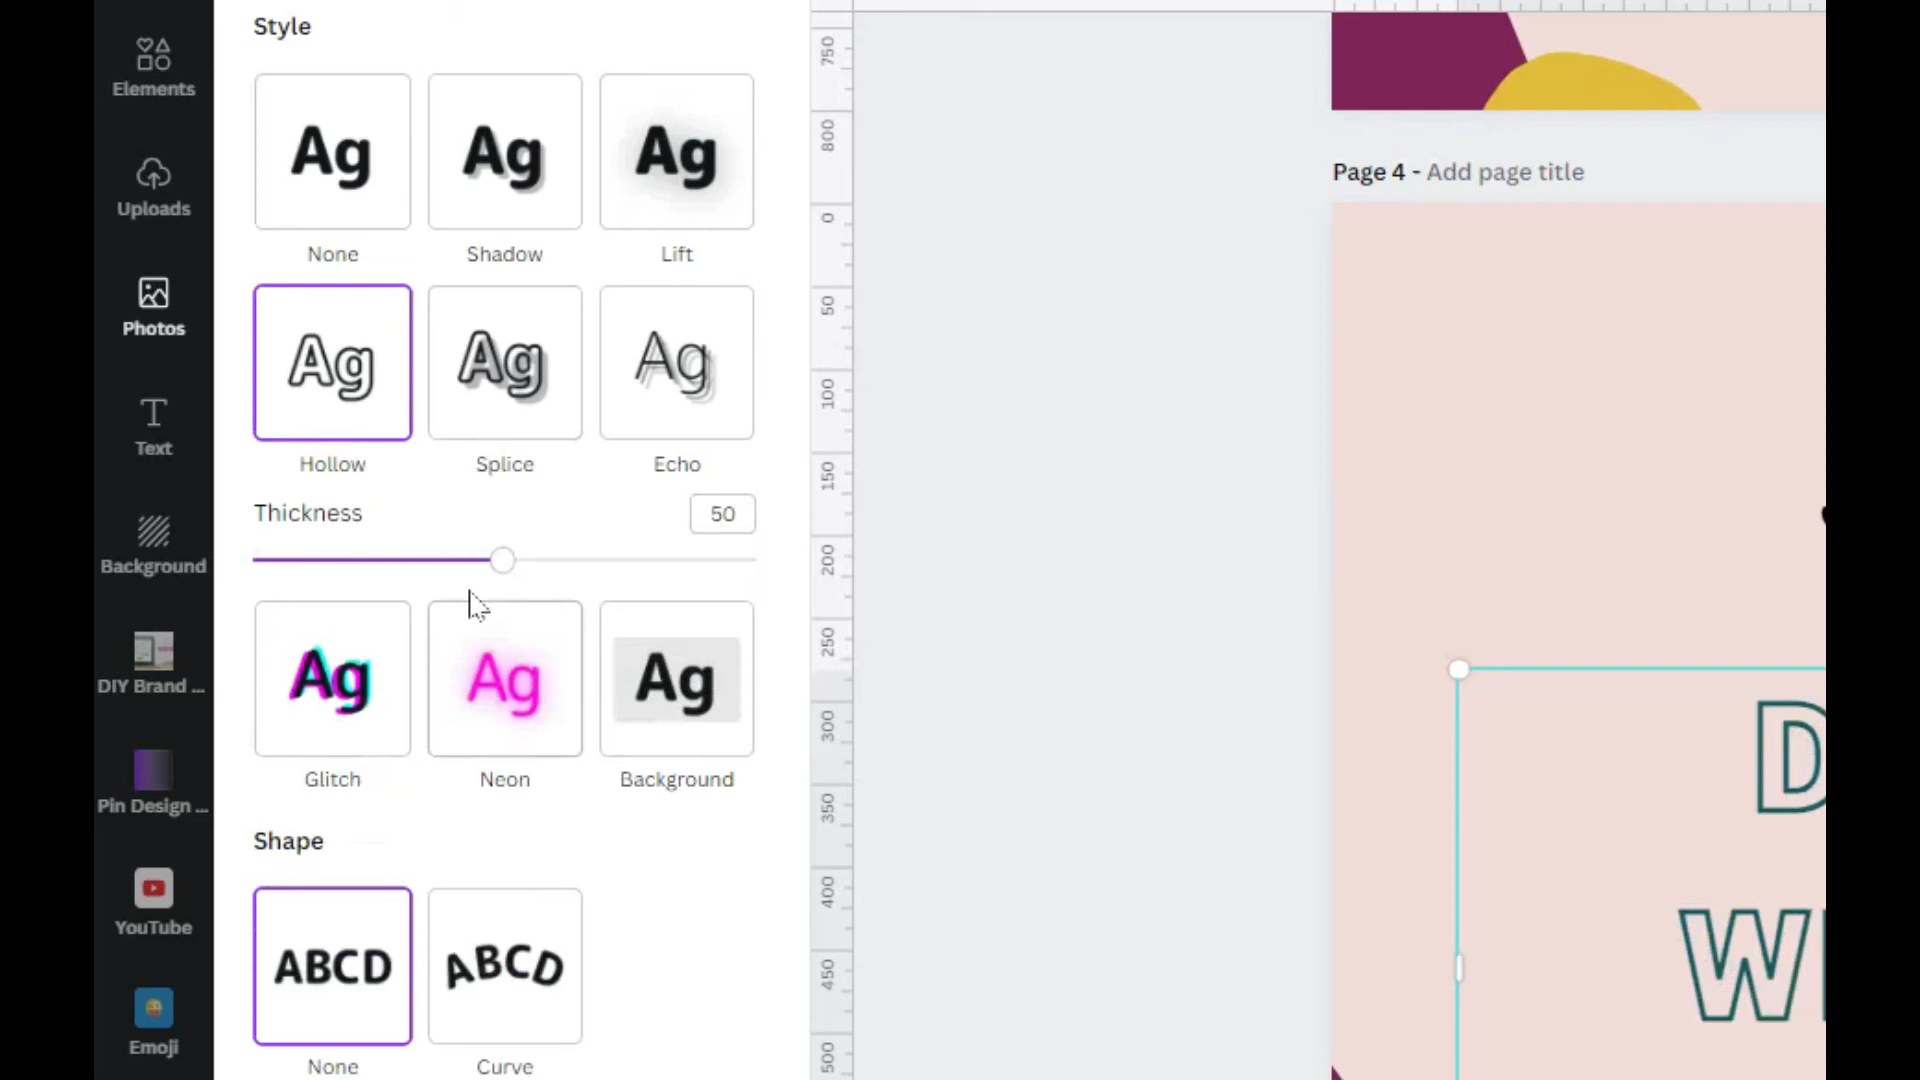 Elements
Uploads
Photos
Text
Background
DIY Brand ...
Pin Design ...
YouTube
Emoji
Style
Ag
Ag
Ag
None
Shadow
Lift
Ag
Ag
Ag
Hollow
Splice
Echo
Thickness
50
Ag
Ag
Ag
Glitch
Neon
Background
Shape
ABCD
ABCD
None
Curve
750
800
0
50
100
150
200
250
300
350
400
450
500
Page 4 - Add page title
D
W